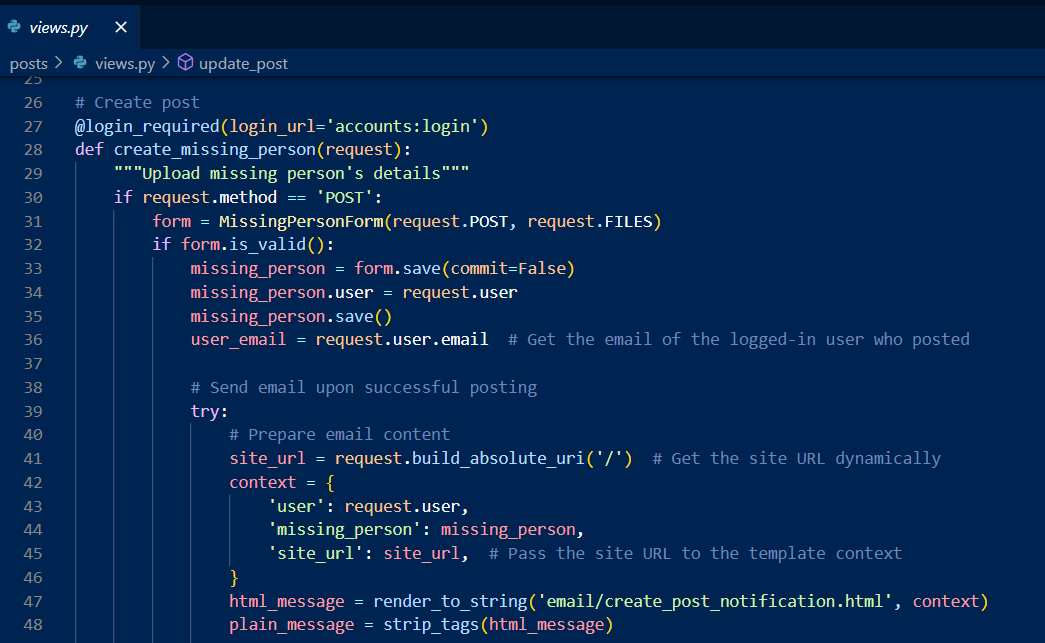 views.py ×
posts > views.py > update_post
25
26 # Create post
27 @login_required(login_url='accounts:login')
28 def create_missing_person(request):
29     """Upload missing person's details"""
30     if request.method == 'POST':
31         form = MissingPersonForm(request.POST, request.FILES)
32         if form.is_valid():
33             missing_person = form.save(commit=False)
34             missing_person.user = request.user
35             missing_person.save()
36             user_email = request.user.email  # Get the email of the logged-in user who posted
37
38             # Send email upon successful posting
39             try:
40                 # Prepare email content
41                 site_url = request.build_absolute_uri('/')  # Get the site URL dynamically
42                 context = {
43                     'user': request.user,
44                     'missing_person': missing_person,
45                     'site_url': site_url,  # Pass the site URL to the template context
46                 }
47                 html_message = render_to_string('email/create_post_notification.html', context)
48                 plain_message = strip_tags(html_message)